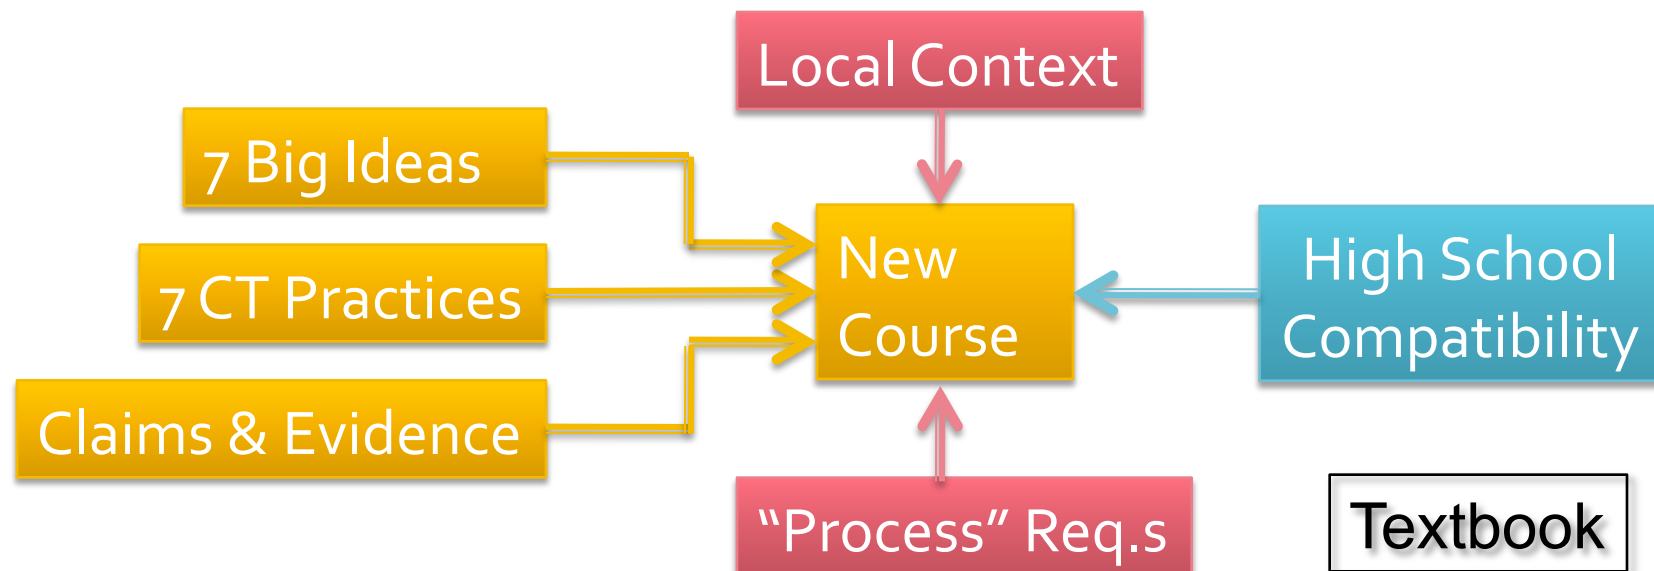 Local Context
7 Big Ideas
7 CT Practices
Claims & Evidence
New
Course
High School
Compatibility
“Process” Req.s
Textbook